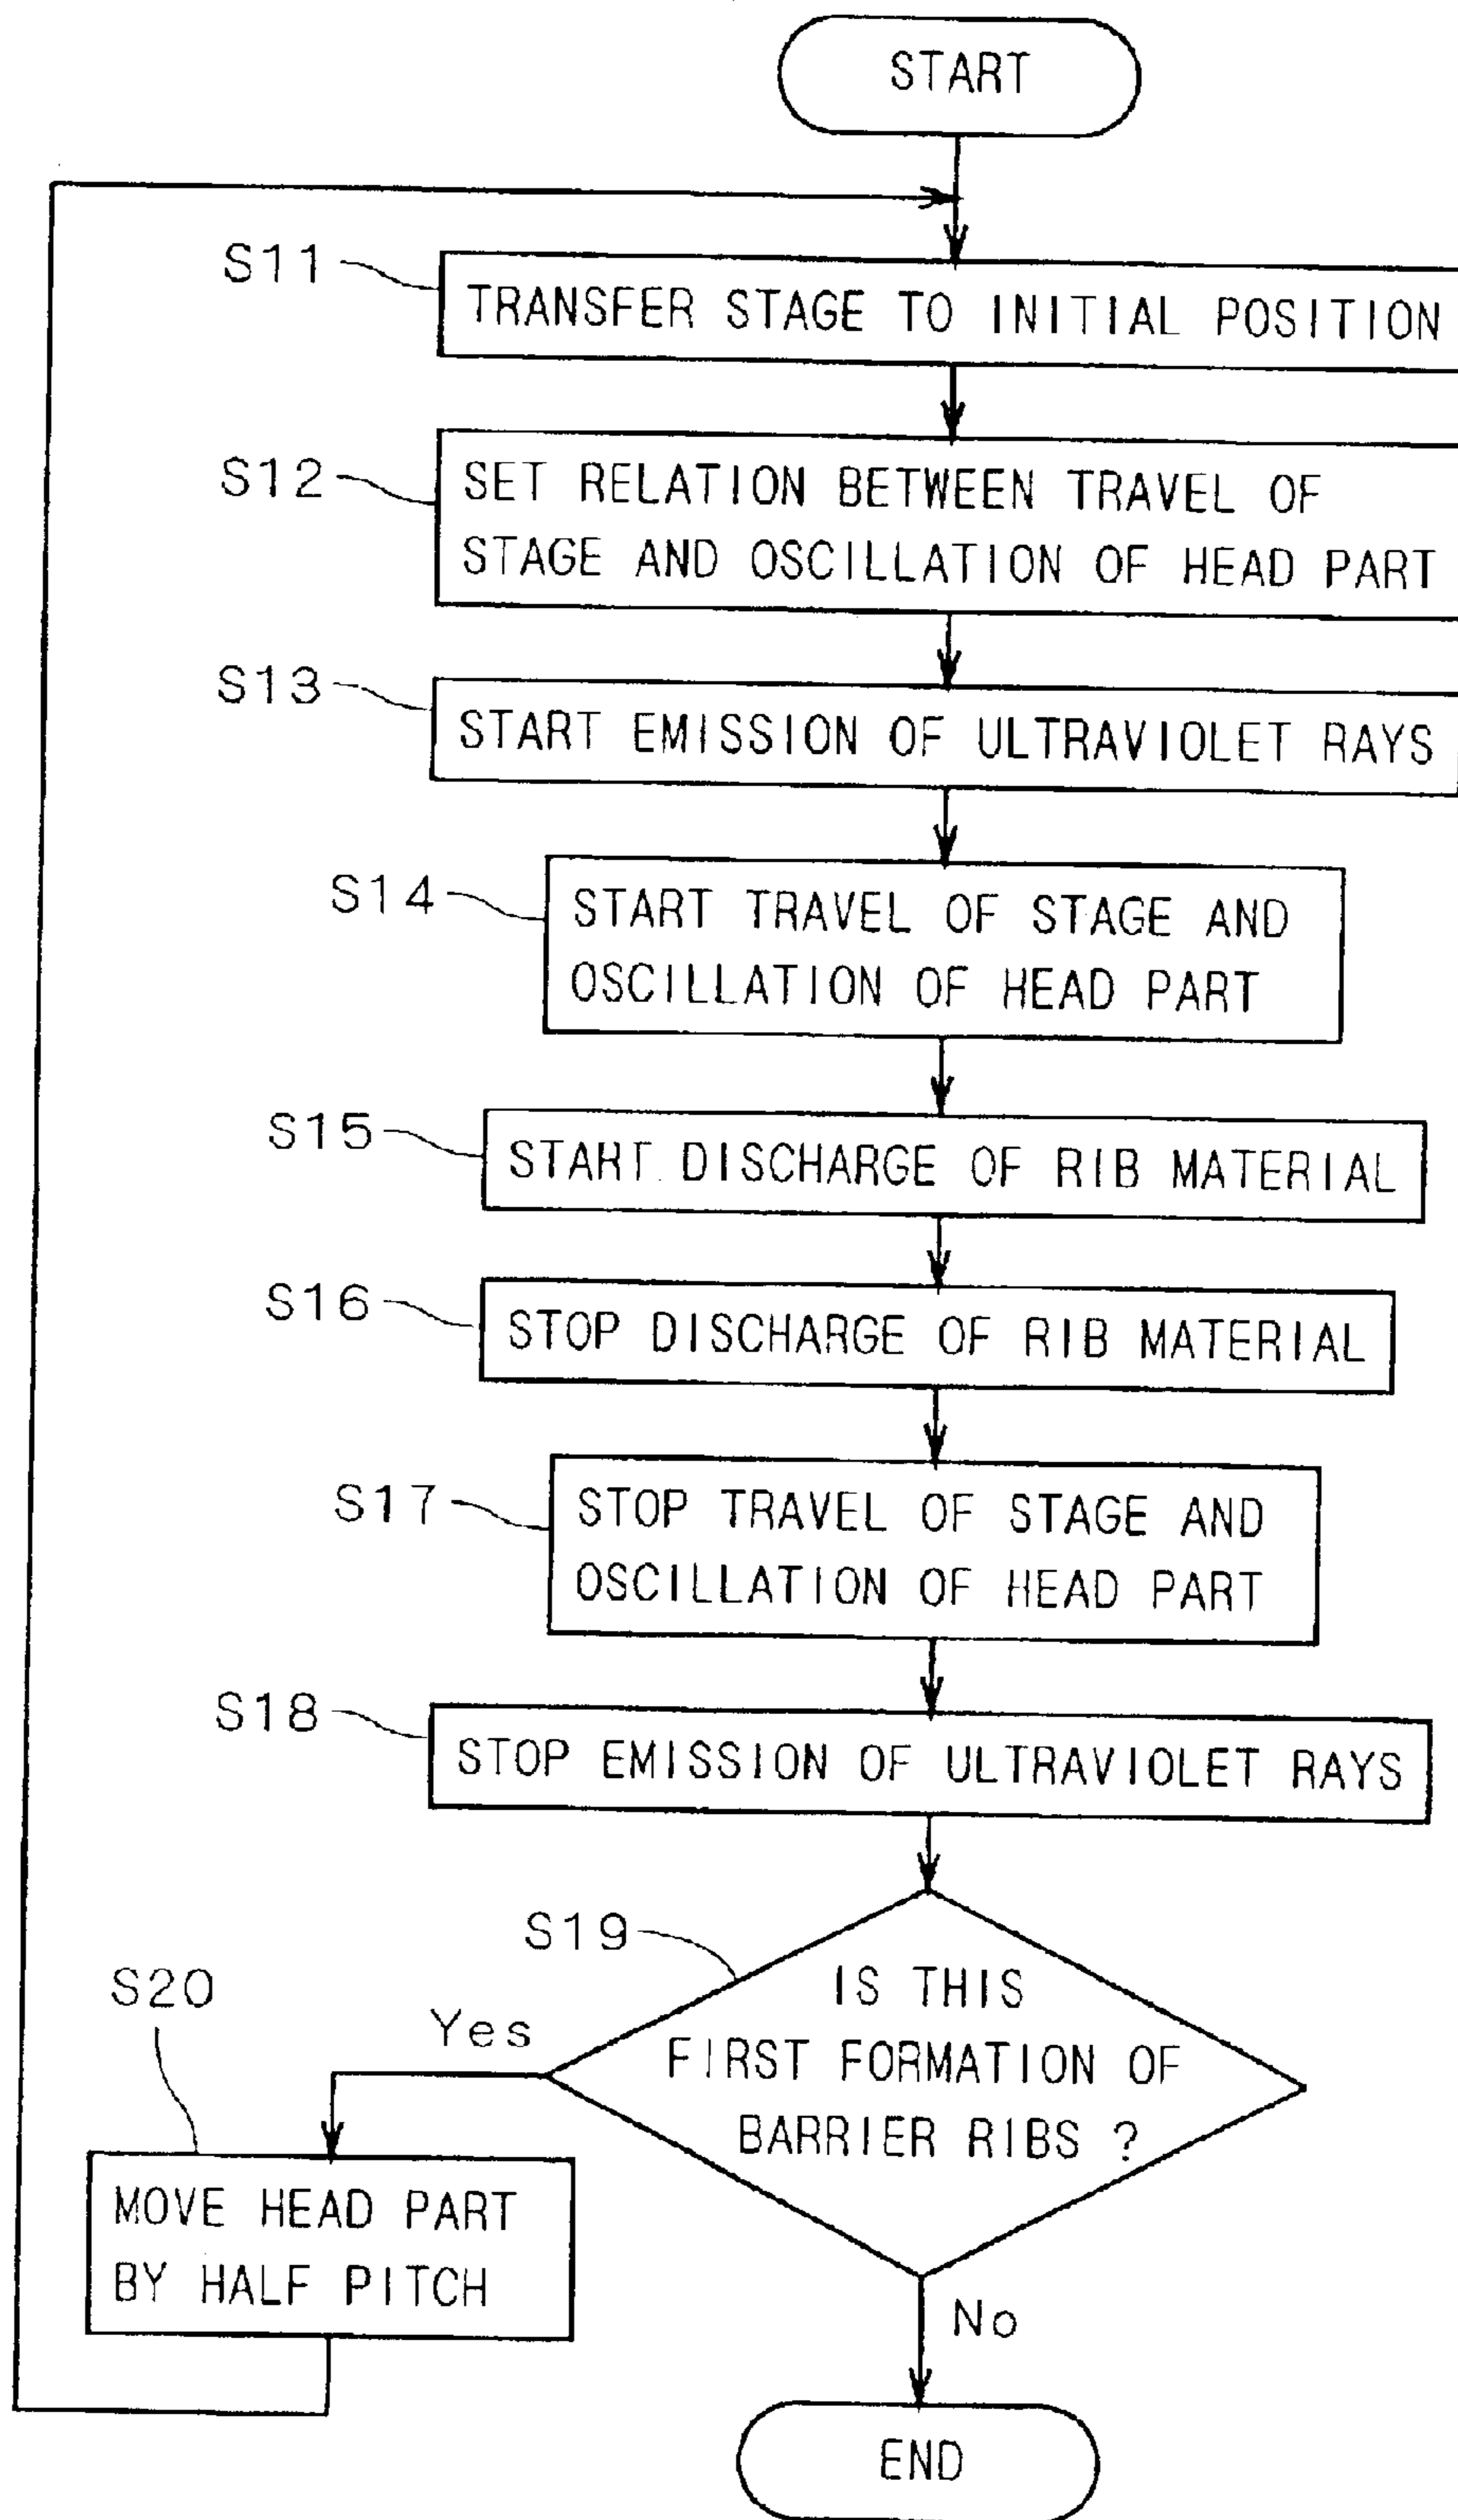 START
S11
TRANSFER STAGE TO INITIAL POSITION
S12
SET RELATION BETWEEN TRAVEL OF
STAGE AND OSCILLATION OF HEAD PART
S13
START EMISSION OF ULTRAVIOLET RAYS
S14
START TRAVEL OF STAGE AND
OSCILLATION OF HEAD PART
S15
START DISCHARGE OF RIB MATERIAL
S16
STOP DISCHARGE OF RIB MATERIAL
S17
STOP TRAVEL OF STAGE AND
OSCILLATION OF HEAD PART
S18
STOP EMISSION OF ULTRAVIOLET RAYS
S19
IS THIS
FIRST FORMATION OF
BARRIER RIBS ?
Yes
S20
MOVE HEAD PART
BY HALF PITCH
No
END